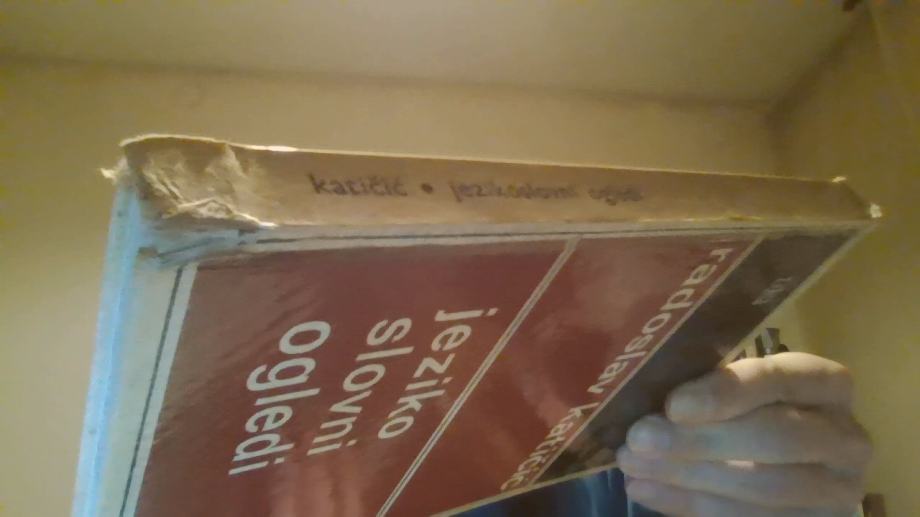 katičić • jezikoslovni ogledi
radoslav katičić
jeziko
slovni
ogledi